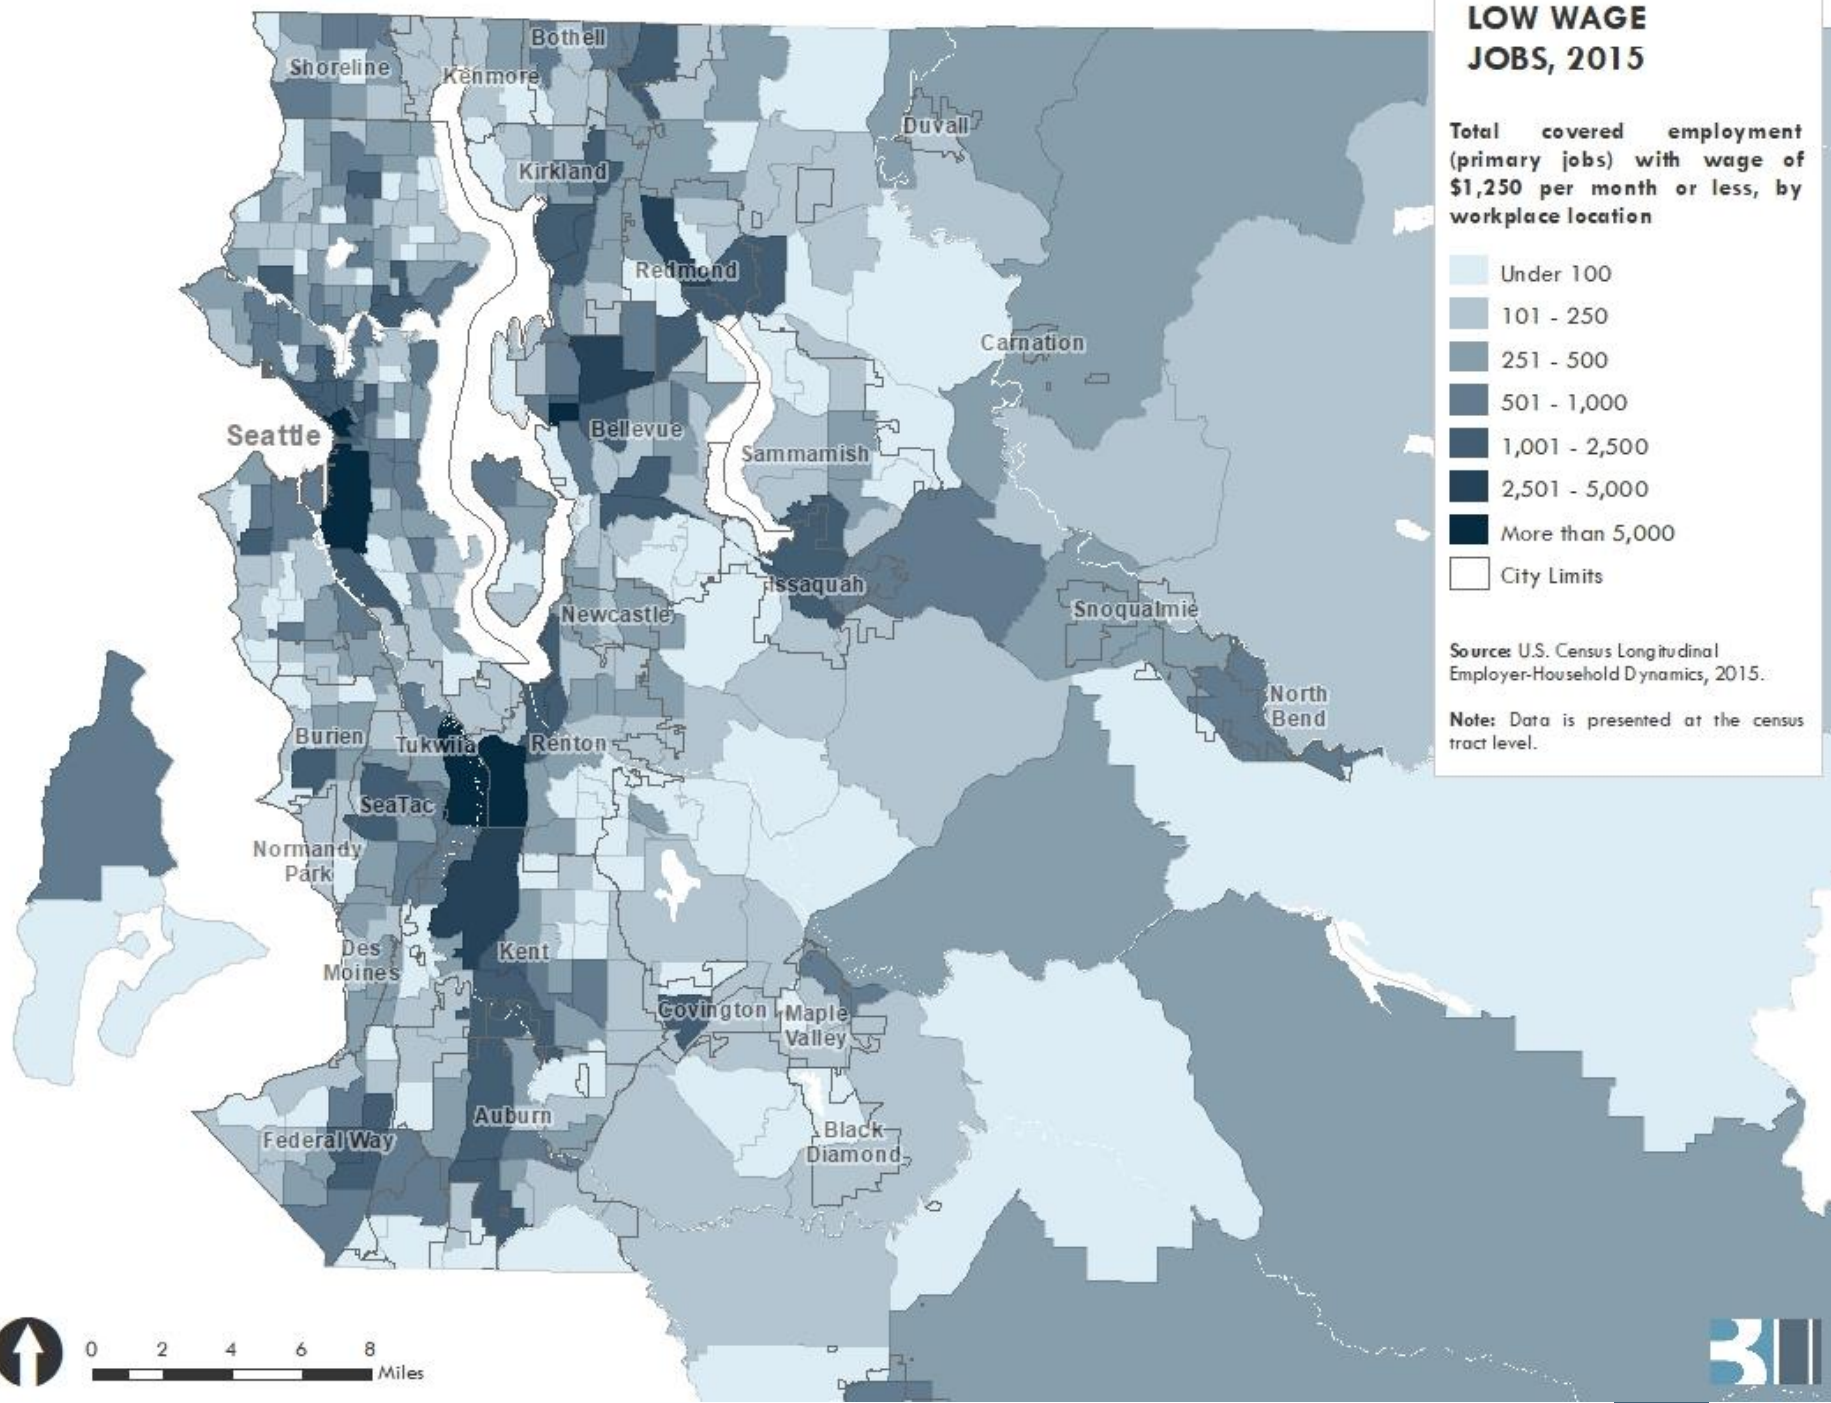 LOW WAGE
JOBS, 2015
Total covered employment
(primary jobs) with wage of
$1,250 per month or less, by
workplace location
Under 100
101 - 250
251 - 500
501 - 1,000
1,001 - 2,500
2,501 - 5,000
More than 5,000
City Limits
Source: U.S. Census Longitudinal
Employer-Household Dynamics, 2015.
Note: Data is presented at the census
tract level.
Bothell
Shoreline
Kenmore
Duvall
Kirkland
Redmond
Carnation
Seattle
Bellevue
Sammamish
Issaquah
Newcastle
Snoqualmie
North
Bend
Burien
Tukwila
Renton
SeaTac
Normandy
Park
Des
Moines
Kent
Covington
Maple
Valley
Auburn
Federal Way
Black
Diamond
0 2 4 6 8
Miles